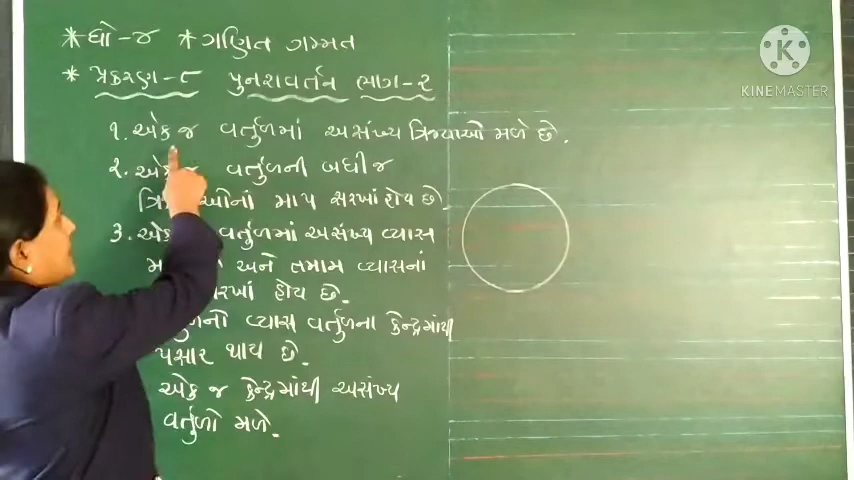 * ધો-૪ * ગણિત ગમ્મત
* પ્રકરણ-૮ પુનરાવર્તન ભાગ-૨
૧. એક જ વર્તુળમાં અસંખ્ય ત્રિજ્યાઓ મળે છે.
૨. વર્તુળની બધી જ
માપ સરખાં હોય છે.
૩. વર્તુળમાં અસંખ્ય વ્યાસ
અને તમામ વ્યાસનાં
હોય છે.
વ્યાસ વર્તુળના કેન્દ્રમાંથી
પસાર થાય છે.
એક જ કેન્દ્રમાંથી અસંખ્ય
વર્તુળો મળે.
KINEMASTER